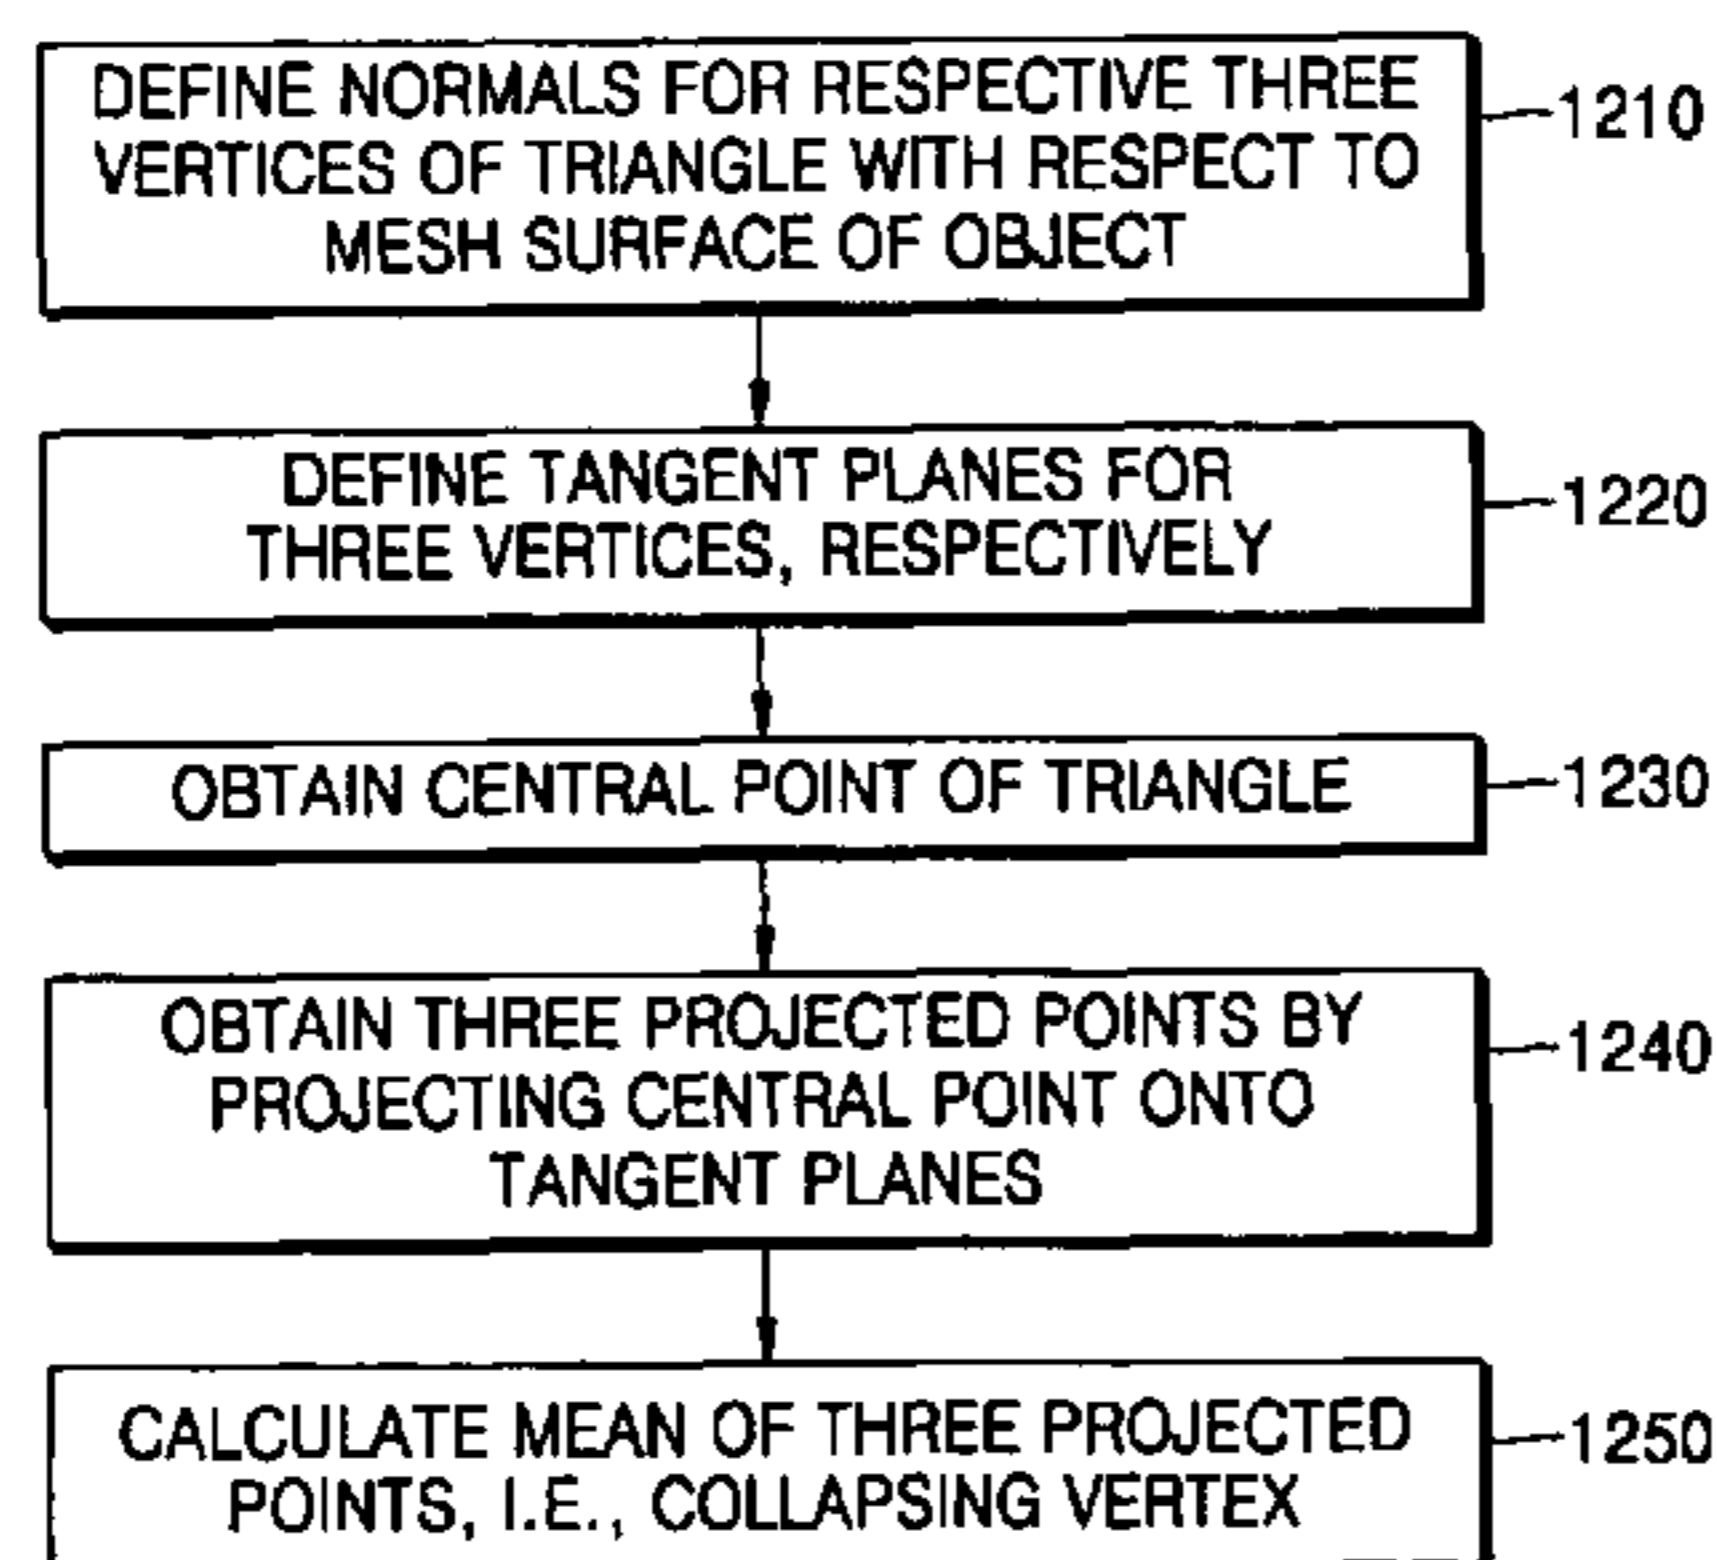 DEFINE NORMALS FOR RESPECTIVE THREE
VERTICES OF TRIANGLE WITH RESPECT TO
MESH SURFACE OF OBJECT
1210
DEFINE TANGENT PLANES FOR
THREE VERTICES, RESPECTIVELY
1220
OBTAIN CENTRAL POINT OF TRIANGLE
1230
OBTAIN THREE PROJECTED POINTS BY
PROJECTING CENTRAL POINT ONTO
TANGENT PLANES
1240
CALCULATE MEAN OF THREE PROJECTED
POINTS, I.E., COLLAPSING VERTEX
1250